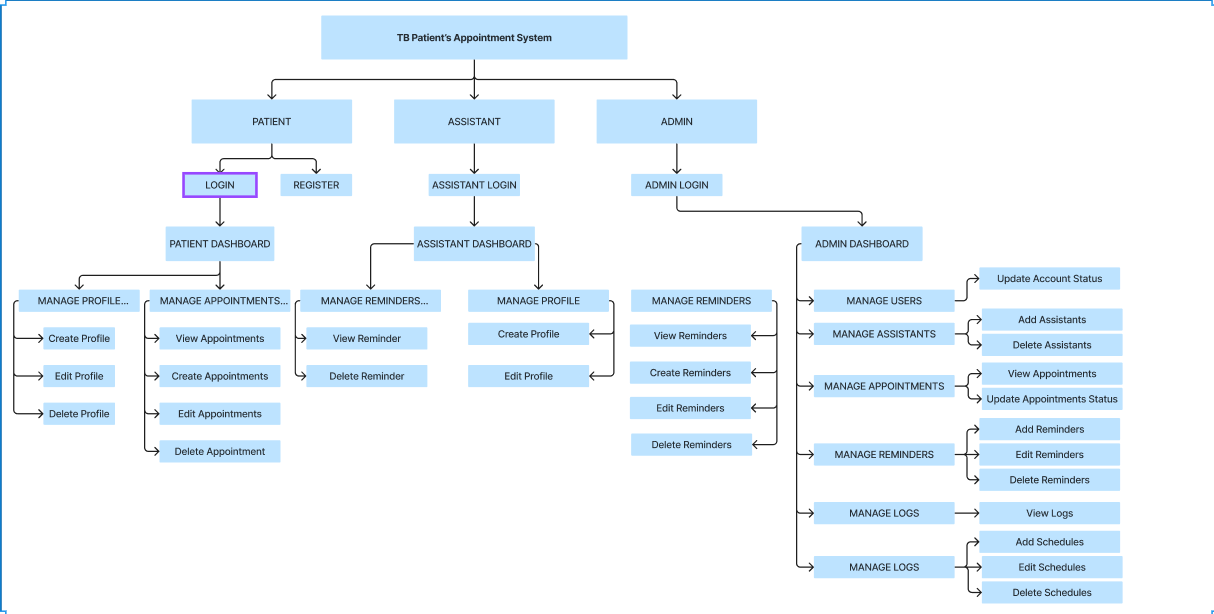 TB Patient's Appointment System
PATIENT
ASSISTANT
ADMIN
LOGIN
REGISTER
ASSISTANT LOGIN
ADMIN LOGIN
PATIENT DASHBOARD
ASSISTANT DASHBOARD
ADMIN DASHBOARD
MANAGE PROFILE...
Create Profile
Edit Profile
Delete Profile
MANAGE APPOINTMENTS...
View Appointments
Create Appointments
Edit Appointments
Delete Appointment
MANAGE REMINDERS...
View Reminder
Delete Reminder
MANAGE PROFILE
Create Profile
Edit Profile
MANAGE REMINDERS
View Reminders
Create Reminders
Edit Reminders
Delete Reminders
MANAGE USERS
Update Account Status
MANAGE ASSISTANTS
Add Assistants
Delete Assistants
MANAGE APPOINTMENTS
View Appointments
Update Appointments Status
MANAGE REMINDERS
Add Reminders
Edit Reminders
Delete Reminders
MANAGE LOGS
View Logs
MANAGE LOGS
Add Schedules
Edit Schedules
Delete Schedules